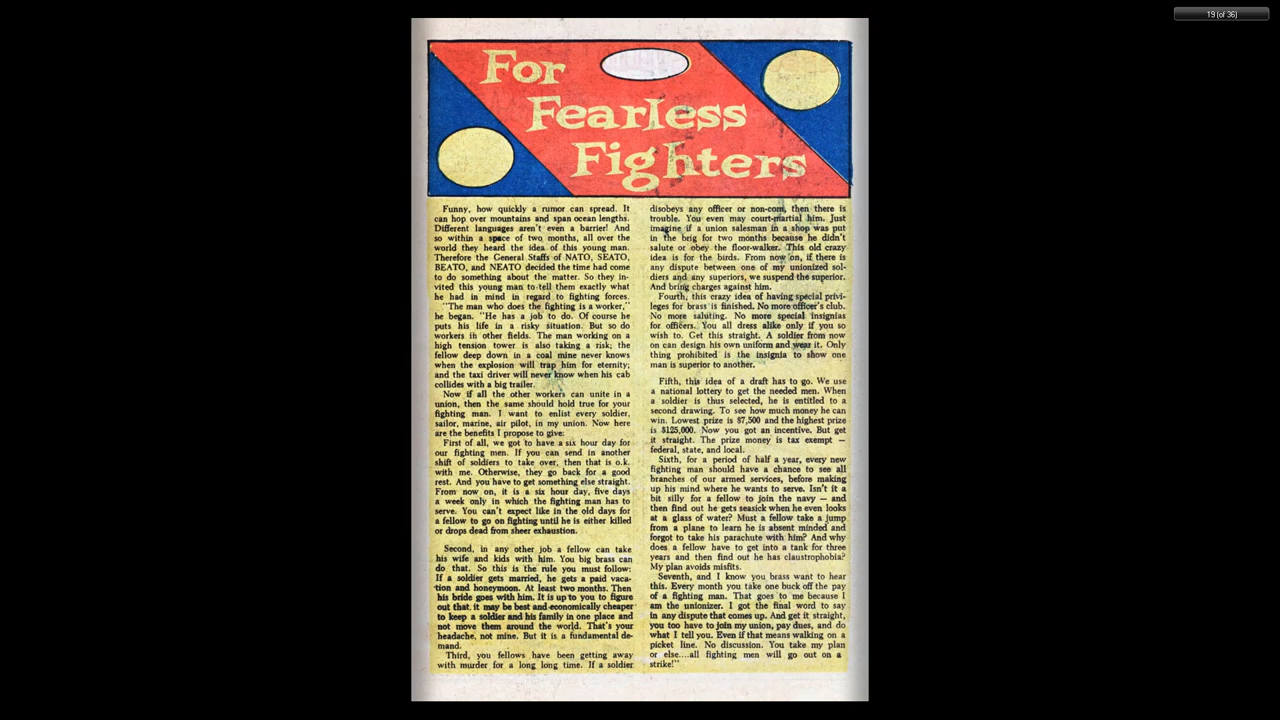 19 (of 36)
For
Fearless
Fighters
Funny, how quickly a rumor can spread. It
can hop over mountains and span ocean lengths.
Different languages aren't even a barrier! And
so within a space of two months, all over the
world they heard the idea of this young man.
Therefore the General Staffs of NATO, SEATO,
BEATO, and NEATO decided the time had come
to do something about the matter. So they in-
vited this young man to tell them exactly what
he had in mind in regard to fighting forces.
"The man who does the fighting is a worker,"
he began. "He has a job to do. Of course he
puts his life in a risky situation. But so do
workers in other fields. The man working on a
high tension tower is also taking a risk; the
fellow deep down in a coal mine never knows
when the explosion will trap him for eternity;
and the taxi driver will never know when his cab
collides with a big trailer.
Now if all the other workers can unite in a
union, then the same should hold true for your
fighting man. I want to enlist every soldier,
sailor, marine, air pilot, in my union. Now here
are the benefits I propose to give:
First of all, we got to have a six hour day for
our fighting men. If you can send in another
shift of soldiers to take over, then that is o.k.
with me. Otherwise, they go back for a good
rest. And you have to get something else straight.
From now on, it is a six hour day, five days
a week only in which the fighting man has to
serve. You can't expect like in the old days for
a fellow to go on fighting until he is either killed
or drops dead from sheer exhaustion.
Second, in any other job a fellow can take
his wife and kids with him. You big brass can
do that. So this is the rule you must follow:
If a soldier gets married, he gets a paid vaca-
tion and honeymoon. At least two months. Then
his bride goes with him. It is up to you to figure
out that it may be best and economically cheaper
to keep a soldier and his family in one place and
not move them around the world. That's your
headache, not mine. But it is a fundamental de-
mand.
Third, you fellows have been getting away
with murder for a long long time. If a soldier
disobeys any officer or non-com, then there is
trouble. You even may court-martial him. Just
imagine if a union salesman in a shop was put
in the brig for two months because he didn't
salute or obey the floor-walker. This old crazy
idea is for the birds. From now on, if there is
any dispute between one of my unionized sol-
diers and any superiors, we suspend the superior.
And bring charges against him.
Fourth, this crazy idea of having special privi-
leges for brass is finished. No more officer's club.
No more saluting. No more special insignias
for officers. You all dress alike only if you so
wish to. Get this straight. A soldier from now
on can design his own uniform and wear it. Only
thing prohibited is the insignia to show one
man is superior to another.
Fifth, this idea of a draft has to go. We use
a national lottery to get the needed men. When
a soldier is thus selected, he is entitled to a
second drawing. To see how much money he can
win. Lowest prize is $7,500 and the highest prize
is $125,000. Now you got an incentive. But get
it straight. The prize money is tax exempt —
federal, state, and local.
Sixth, for a period of half a year, every new
fighting man should have a chance to see all
branches of our armed services, before making
up his mind where he wants to serve. Isn't it a
bit silly for a fellow to join the navy — and
then find out he gets seasick when he even looks
at a glass of water? Must a fellow take a jump
from a plane to learn he is absent minded and
forgot to take his parachute with him? And why
does a fellow have to get into a tank for three
years and then find out he has claustrophobia?
My plan avoids misfits.
Seventh, and I know you brass want to hear
this. Every month you take one buck off the pay
of a fighting man. That goes to me because I
am the unionizer. I got the final word to say
in any dispute that comes up. And get it straight,
you too have to join my union, pay dues, and do
what I tell you. Even if that means walking on a
picket line. No discussion. You take my plan
or else....all fighting men will go out on a
strike!"